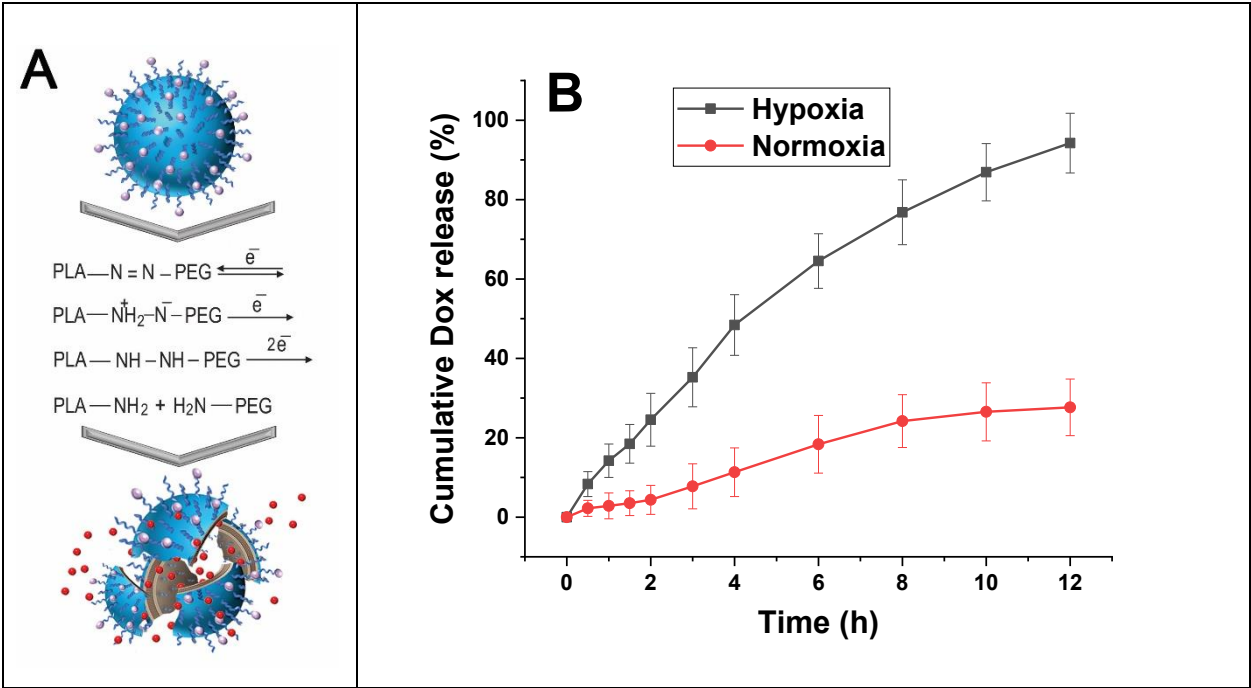 A
e⁻
PLA—N = N – PEG
e⁻
PLA—N⁺H₂–N⁻– PEG
2e⁻
PLA— NH – NH – PEG
PLA—NH₂ + H₂N —PEG
B
Hypoxia
Normoxia
Cumulative Dox release (%)
100
80
60
40
20
0
0 2 4 6 8 10 12
Time (h)